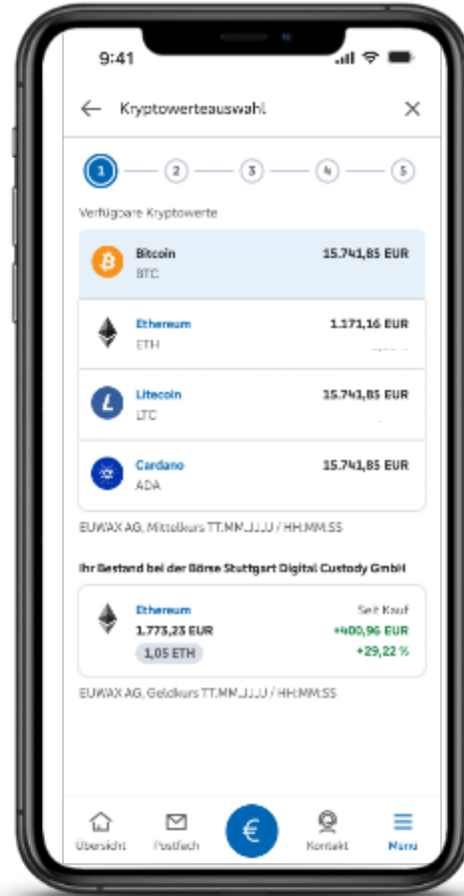 9:41
Kryptowerteauswahl
1 2 3 4 5
Verfügbare Kryptowerte
Bitcoin 15.741,85 EUR
BTC
Ethereum 1.171,16 EUR
ETH
Litecoin 15.741,85 EUR
LTC
Cardano 15.741,85 EUR
ADA
EUWAX AG, Mittelkurs TT.MM.JJJJ / HH:MM:SS
Ihr Bestand bei der Börse Stuttgart Digital Custody GmbH
Ethereum Seit Kauf
1.773,23 EUR +400,96 EUR
1,05 ETH +29,22 %
EUWAX AG, Geldkurs TT.MM.JJJJ / HH:MM:SS
Übersicht Postfach € Kontakt Menü